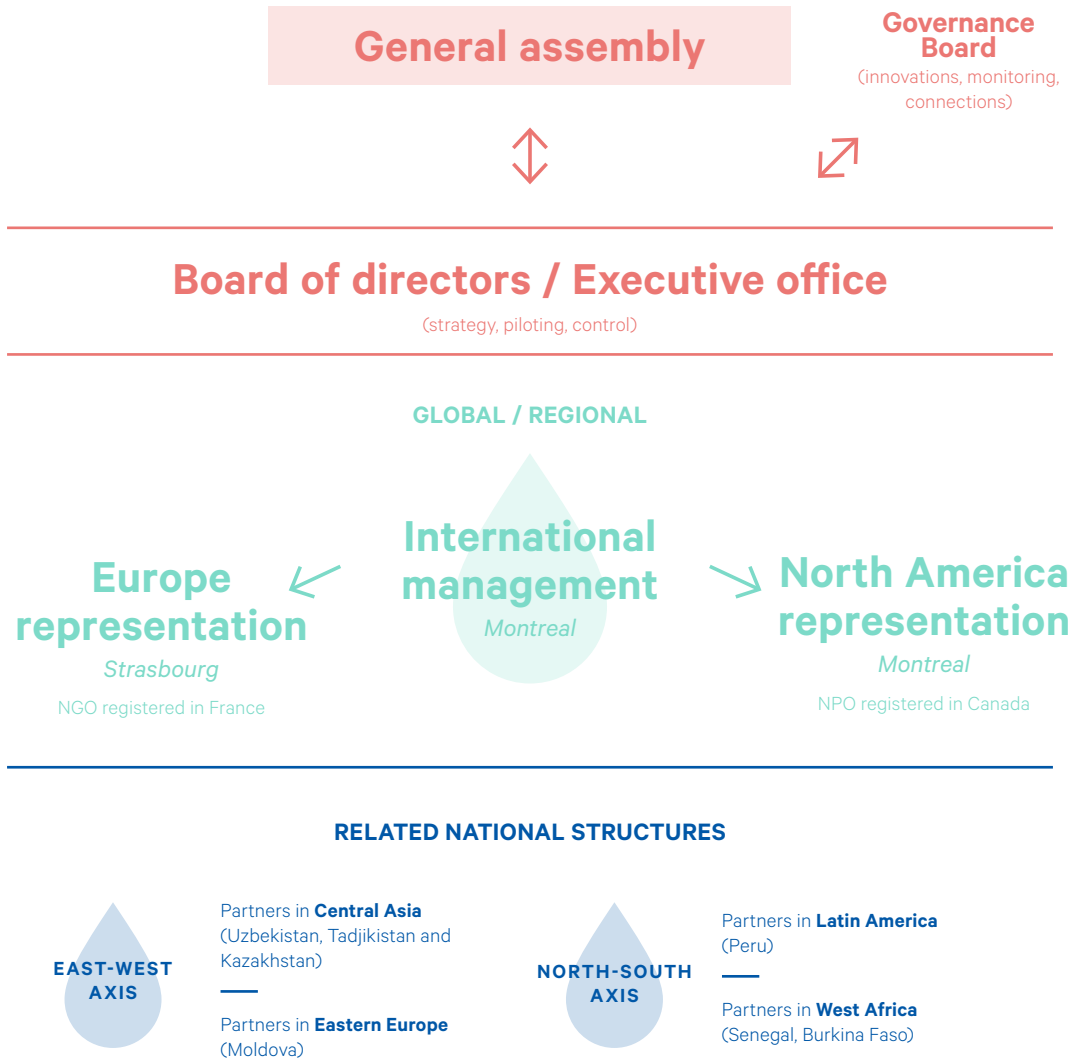 General assembly
Governance
Board
(innovations, monitoring,
connections)
Board of directors / Executive office
(strategy, piloting, control)
GLOBAL / REGIONAL
International
management
Montreal
Europe
representation
Strasbourg
NGO registered in France
North America
representation
Montreal
NPO registered in Canada
RELATED NATIONAL STRUCTURES
EAST-WEST
AXIS
Partners in Central Asia
(Uzbekistan, Tadjikistan and
Kazakhstan)
Partners in Eastern Europe
(Moldova)
NORTH-SOUTH
AXIS
Partners in Latin America
(Peru)
Partners in West Africa
(Senegal, Burkina Faso)